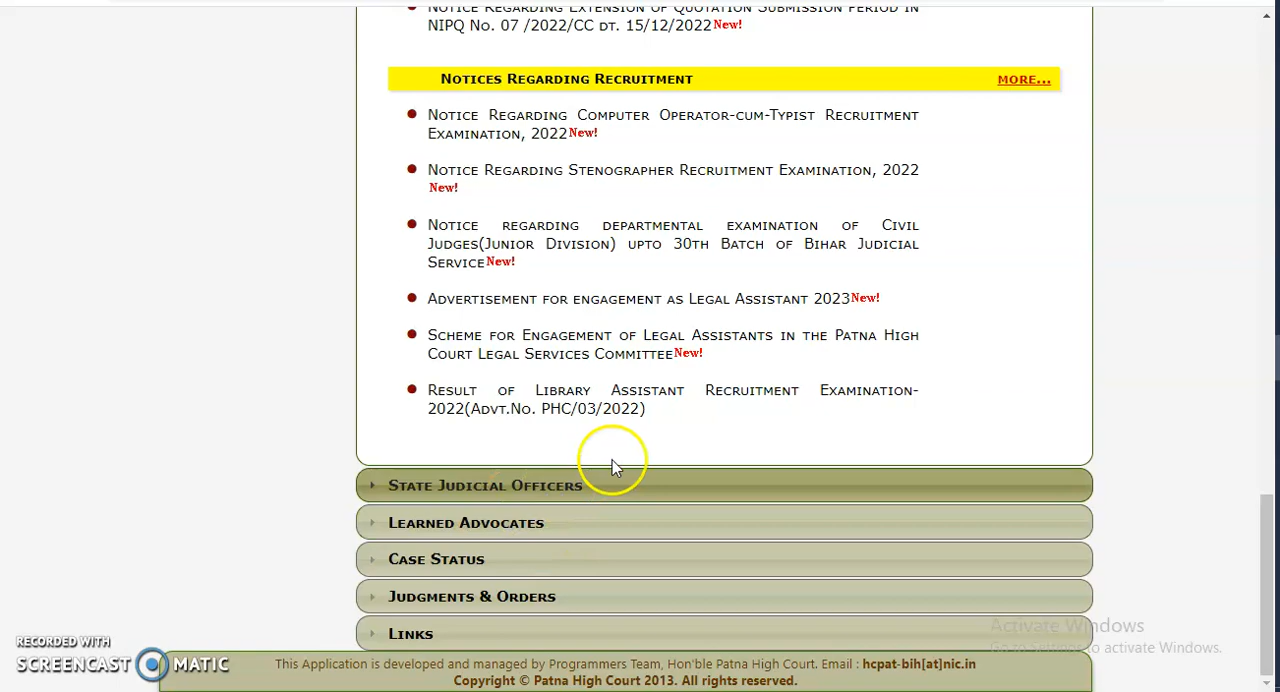 Notice Regarding Extension of Quotation Submission Period in
NIPQ No. 07 /2022/CC dt. 15/12/2022New!
Notices Regarding Recruitment MORE...
Notice Regarding Computer Operator-cum-Typist Recruitment
Examination, 2022New!
Notice Regarding Stenographer Recruitment Examination, 2022
New!
Notice regarding departmental examination of Civil
Judges(Junior Division) upto 30th Batch of Bihar Judicial
ServiceNew!
Advertisement for engagement as Legal Assistant 2023New!
Scheme for Engagement of Legal Assistants in the Patna High
Court Legal Services CommitteeNew!
Result of Library Assistant Recruitment Examination-
2022(Advt.No. PHC/03/2022)
State Judicial Officers
Learned Advocates
Case Status
Judgments & Orders
Links
Activate Windows
Go to Settings to activate Windows.
RECORDED WITH
SCREENCAST MATIC
This Application is developed and managed by Programmers Team, Hon'ble Patna High Court. Email : hcpat-bih[at]nic.in
Copyright © Patna High Court 2013. All rights reserved.